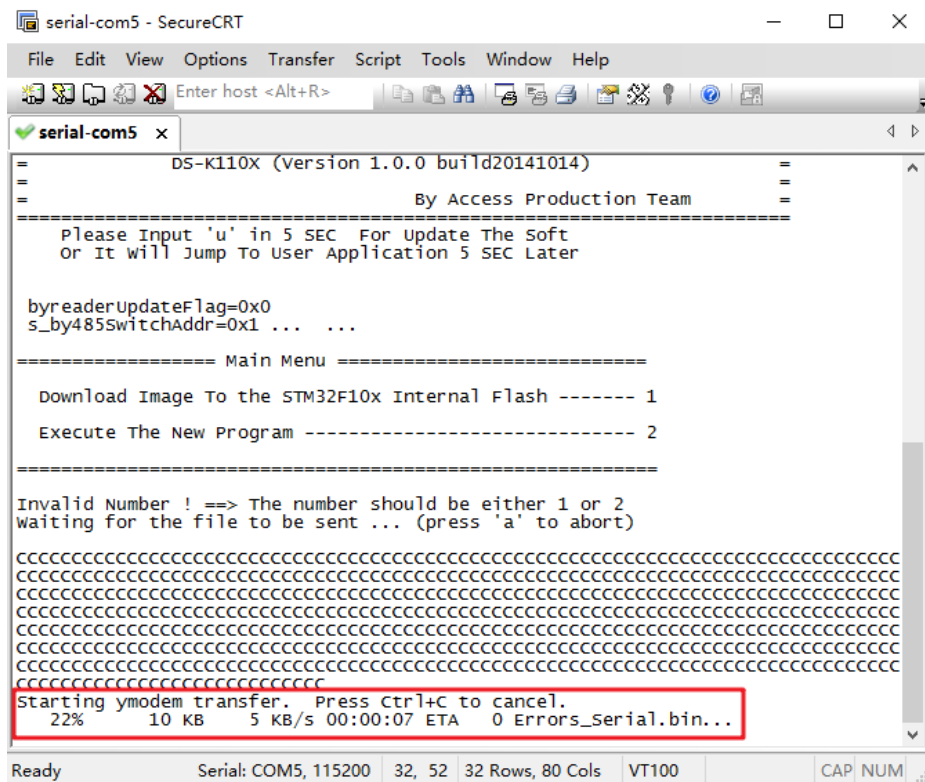 serial-com5 - SecureCRT
File Edit View Options Transfer Script Tools Window Help
Enter host <Alt+R>
serial-com5 x
= DS-K110X (Version 1.0.0 build20141014) =
= =
= By Access Production Team =
======================================================================
Please Input 'u' in 5 SEC For Update The Soft
Or It Will Jump To User Application 5 SEC Later
byreaderUpdateFlag=0x0
s_by485SwitchAddr=0x1 ... ...
================== Main Menu ============================
Download Image To the STM32F10x Internal Flash ------- 1
Execute The New Program ------------------------------ 2
==========================================================
Invalid Number ! ==> The number should be either 1 or 2
Waiting for the file to be sent ... (press 'a' to abort)
CCCCCCCCCCCCCCCCCCCCCCCCCCCCCCCCCCCCCCCCCCCCCCCCCCCCCCCCCCCCCCCCCCCCCCCCCCCCCCCC
CCCCCCCCCCCCCCCCCCCCCCCCCCCCCCCCCCCCCCCCCCCCCCCCCCCCCCCCCCCCCCCCCCCCCCCCCCCCCCCC
CCCCCCCCCCCCCCCCCCCCCCCCCCCCCCCCCCCCCCCCCCCCCCCCCCCCCCCCCCCCCCCCCCCCCCCCCCCCCCCC
CCCCCCCCCCCCCCCCCCCCCCCCCCCCCCCCCCCCCCCCCCCCCCCCCCCCCCCCCCCCCCCCCCCCCCCCCCCCCCCC
CCCCCCCCCCCCCCCCCCCCCCCCCCCCCCCCCCCCCCCCCCCCCCCCCCCCCCCCCCCCCCCCCCCCCCCCCCCCCCCC
CCCCCCCCCCCCCCCCCCCCCCCCCCCCCCCCCCCCCCCCCCCCCCCCCCCCCCCCCCCCCCCCCCCCCCCCCCCCCCCC
CCCCCCCCCCCCCCCCCCCCCCCCCCCCCCCCCCCCCCCCCCCCCCCCCCCCCCCCCCCCCCCCCCCCCCCCCCCCCCCC
CCCCCCCCCCCCCCCCCCCCCCCCCCCC
Starting ymodem transfer. Press Ctrl+C to cancel.
22% 10 KB 5 KB/s 00:00:07 ETA 0 Errors_Serial.bin...
Ready Serial: COM5, 115200 32, 52 32 Rows, 80 Cols VT100 CAP NUM